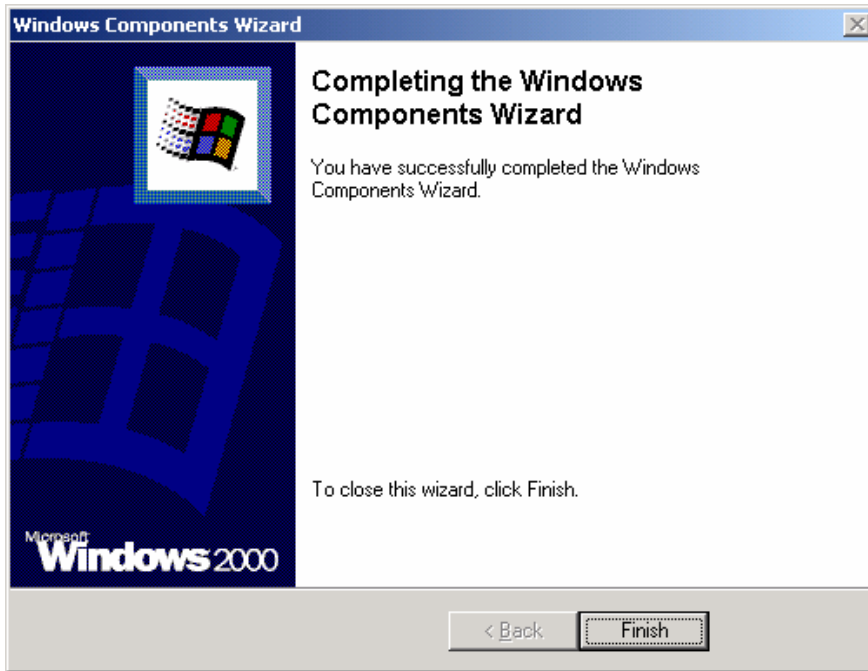 Windows Components Wizard
Completing the Windows
Components Wizard
You have successfully completed the Windows
Components Wizard.
To close this wizard, click Finish.
Microsoft
Windows 2000
< Back
Finish